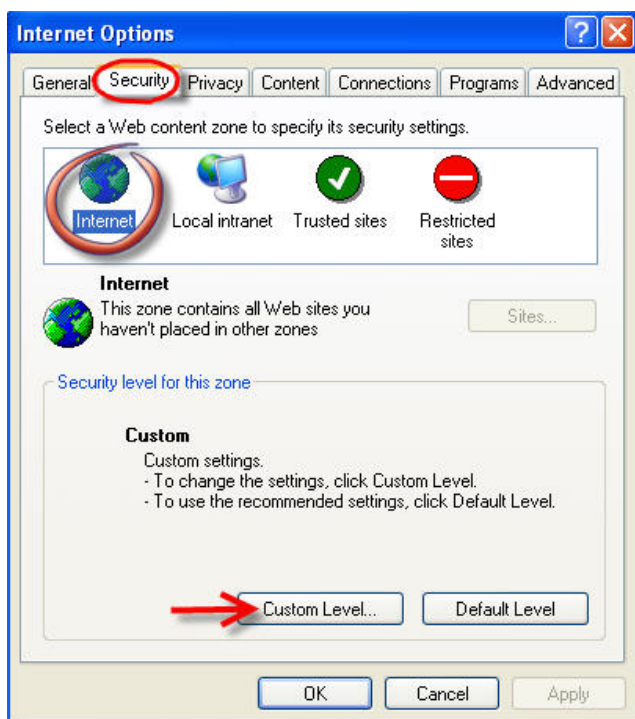 Internet Options
General Security Privacy Content Connections Programs Advanced
Select a Web content zone to specify its security settings.
Internet Local intranet Trusted sites Restricted
sites
Internet
This zone contains all Web sites you
haven't placed in other zones
Sites...
Security level for this zone
Custom
Custom settings.
- To change the settings, click Custom Level.
- To use the recommended settings, click Default Level.
Custom Level... Default Level
OK Cancel Apply